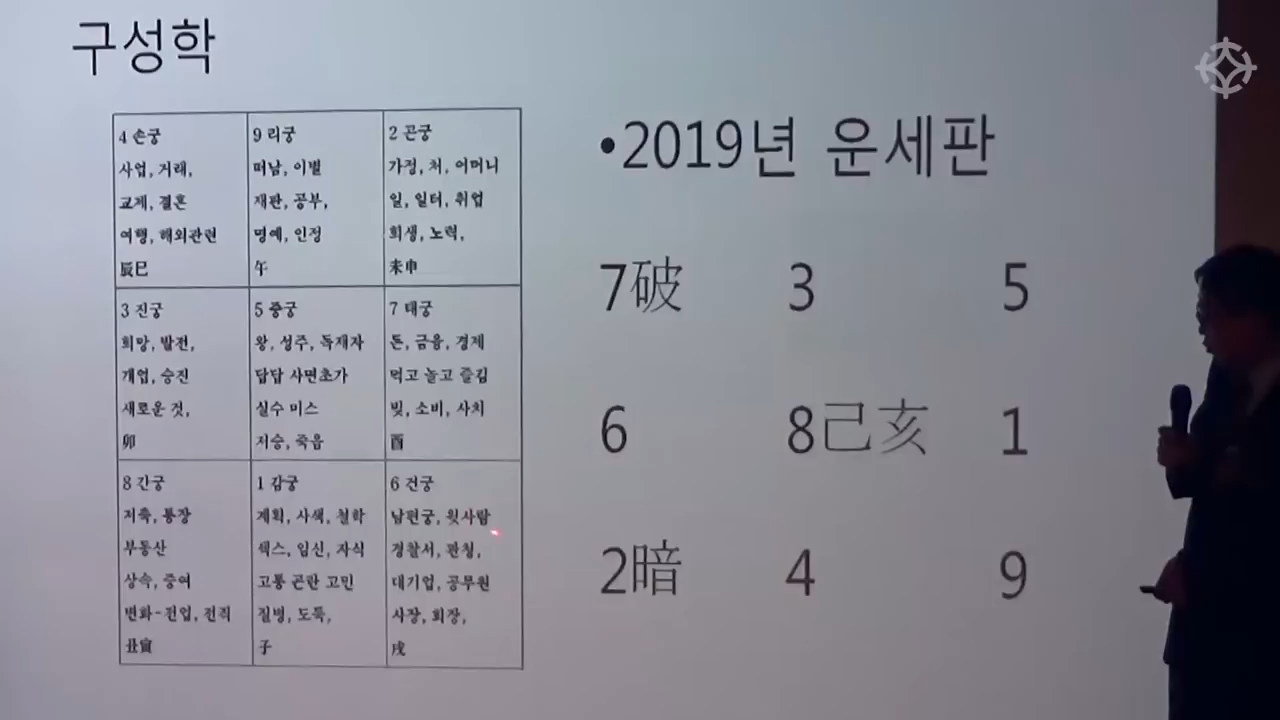 구성학
4 손궁
사업, 거래,
교제, 결혼
여행, 해외관련
辰巳
9 리궁
떠남, 이별
재판, 공부,
명예, 인정
午
2 곤궁
가정, 처, 어머니
일, 일터, 취업
희생, 노력,
未申
3 진궁
희망, 발전,
개업, 승진
새로운 것,
卯
5 중궁
왕, 성주, 독재자
답답 사면초가
실수 미스
저승, 죽음
7 태궁
돈, 금융, 경제
먹고 놀고 즐김
빚, 소비, 사치
酉
8 간궁
저축, 통장
부동산
상속, 증여
변화-전업, 전직
丑寅
1 감궁
계획, 사색, 철학
섹스, 임신, 자식
고통 곤란 고민
질병, 도둑,
子
6 건궁
남편궁, 윗사람
경찰서, 관청,
대기업, 공무원
사장, 회장,
戌
•2019년 운세판
7破 3 5
6 8己亥 1
2暗 4 9